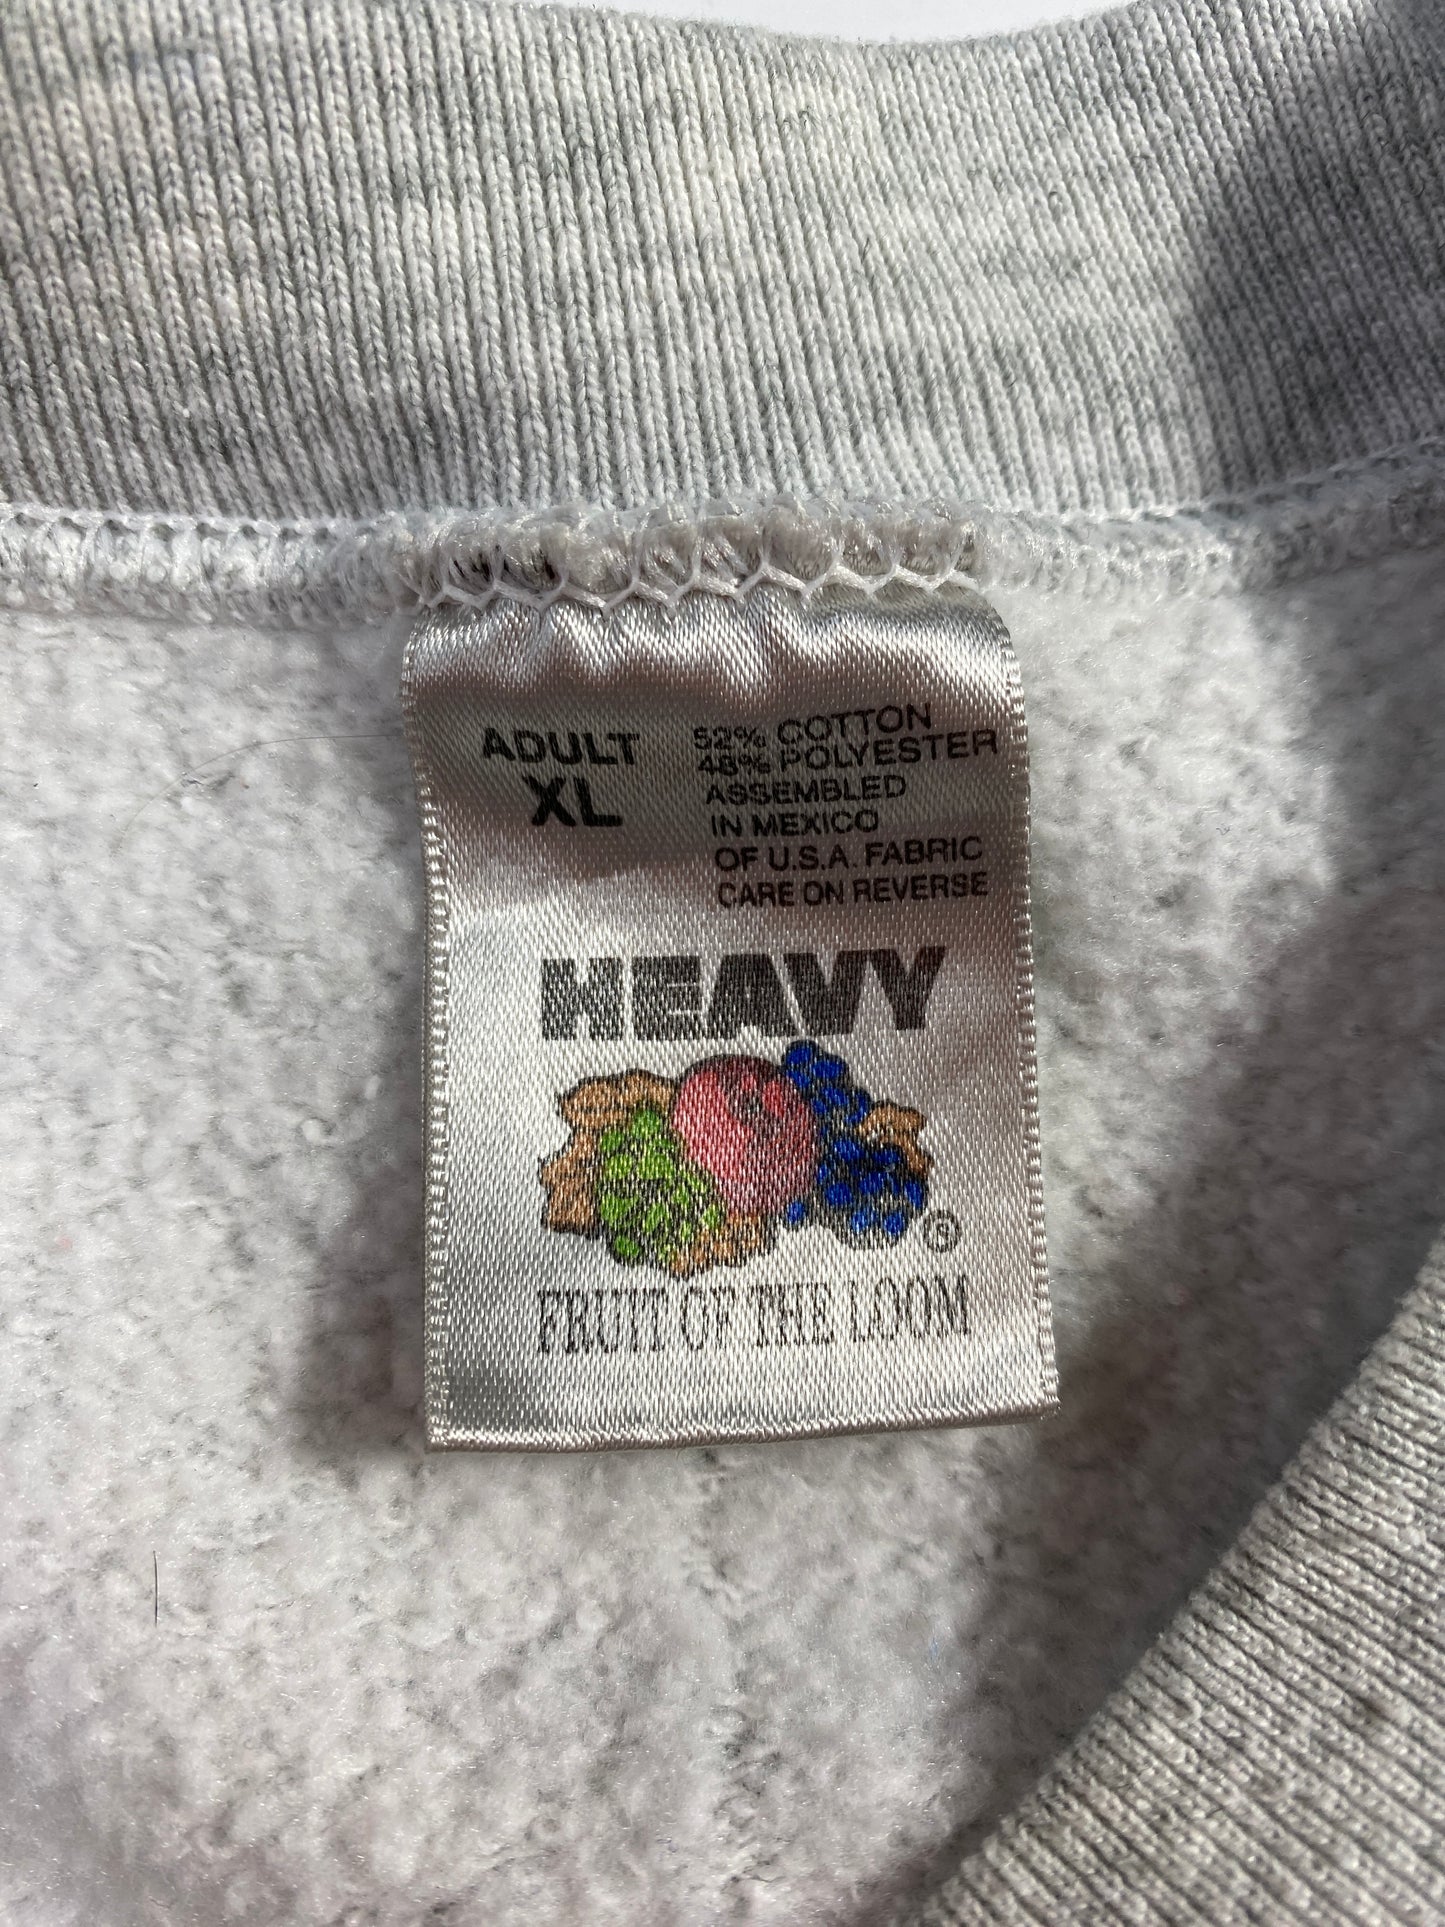 ADULT
XL
52% COTTON
48% POLYESTER
ASSEMBLED
IN MEXICO
OF U.S.A. FABRIC
CARE ON REVERSE
HEAVY
®
FRUIT OF THE LOOM